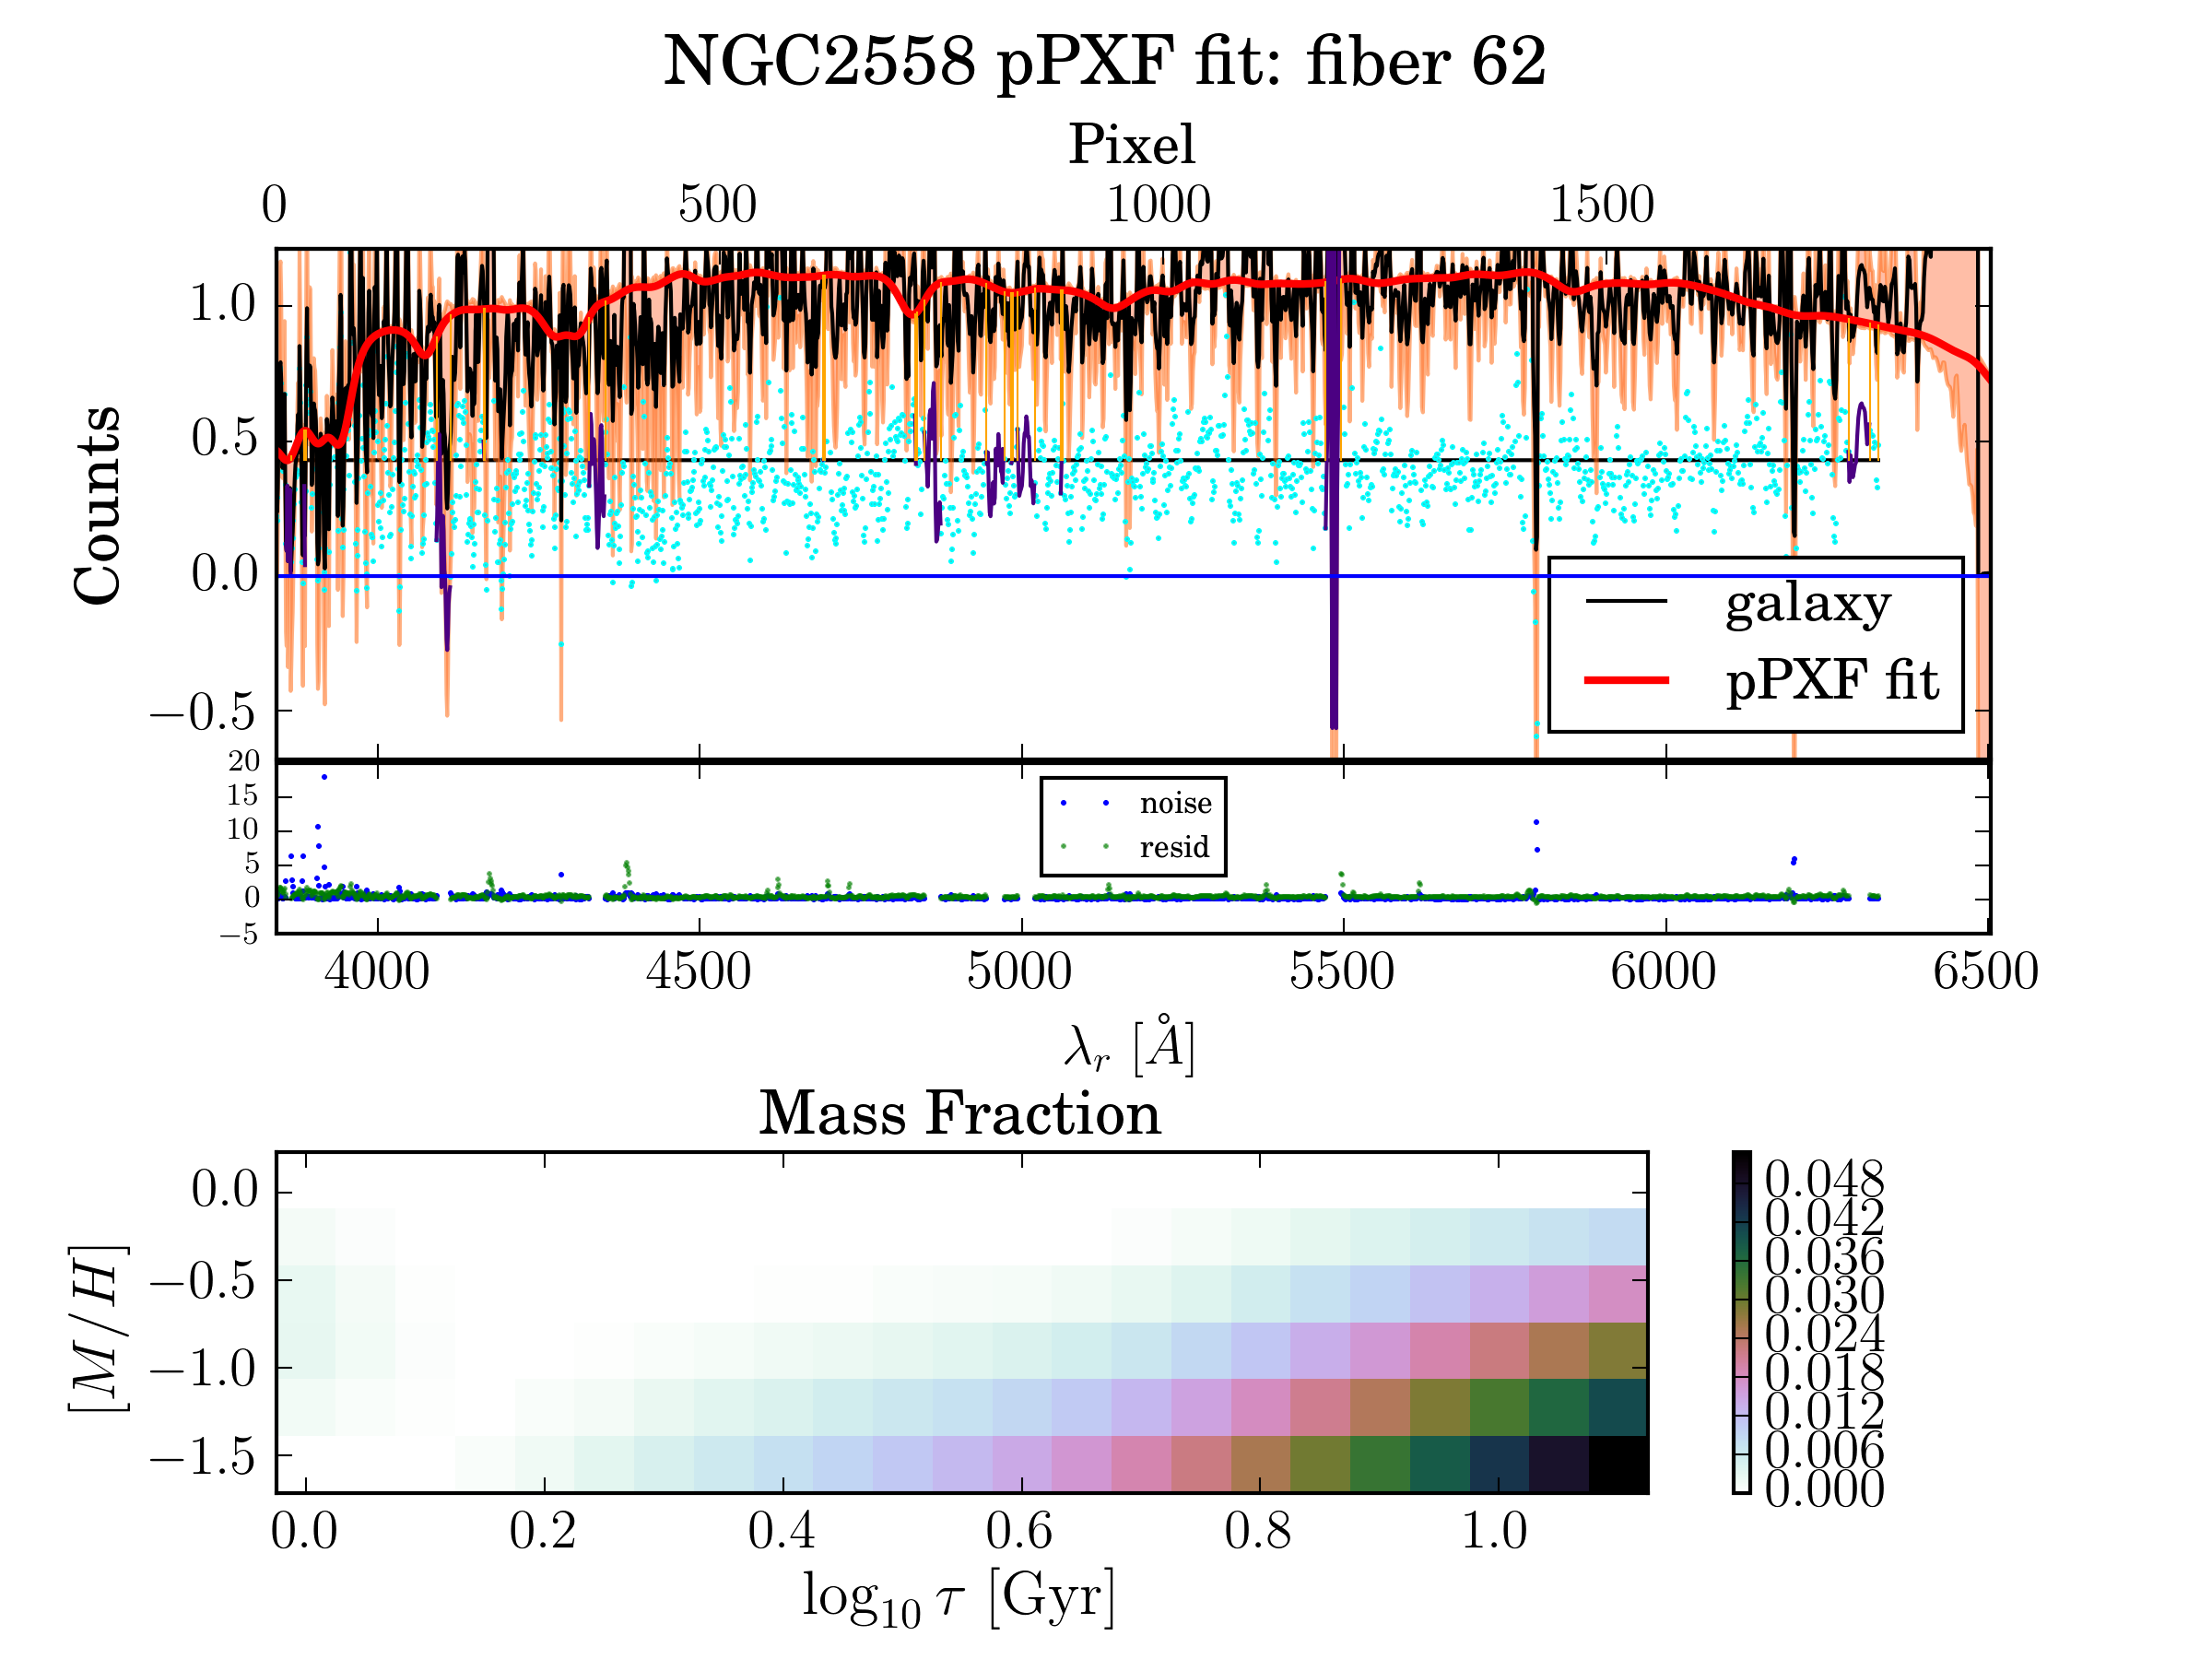 NGC2558 pPXF fit: fiber 62
Pixel
0 500 1000 1500
Counts
1.0
0.5
0.0
−0.5
galaxy
pPXF fit
20
15
10
5
0
−5
noise
resid
4000 4500 5000 5500 6000 6500
λr [Å]
Mass Fraction
[M/H]
0.0
−0.5
−1.0
−1.5
0.0 0.2 0.4 0.6 0.8 1.0
log10 τ [Gyr]
0.048
0.042
0.036
0.030
0.024
0.018
0.012
0.006
0.000